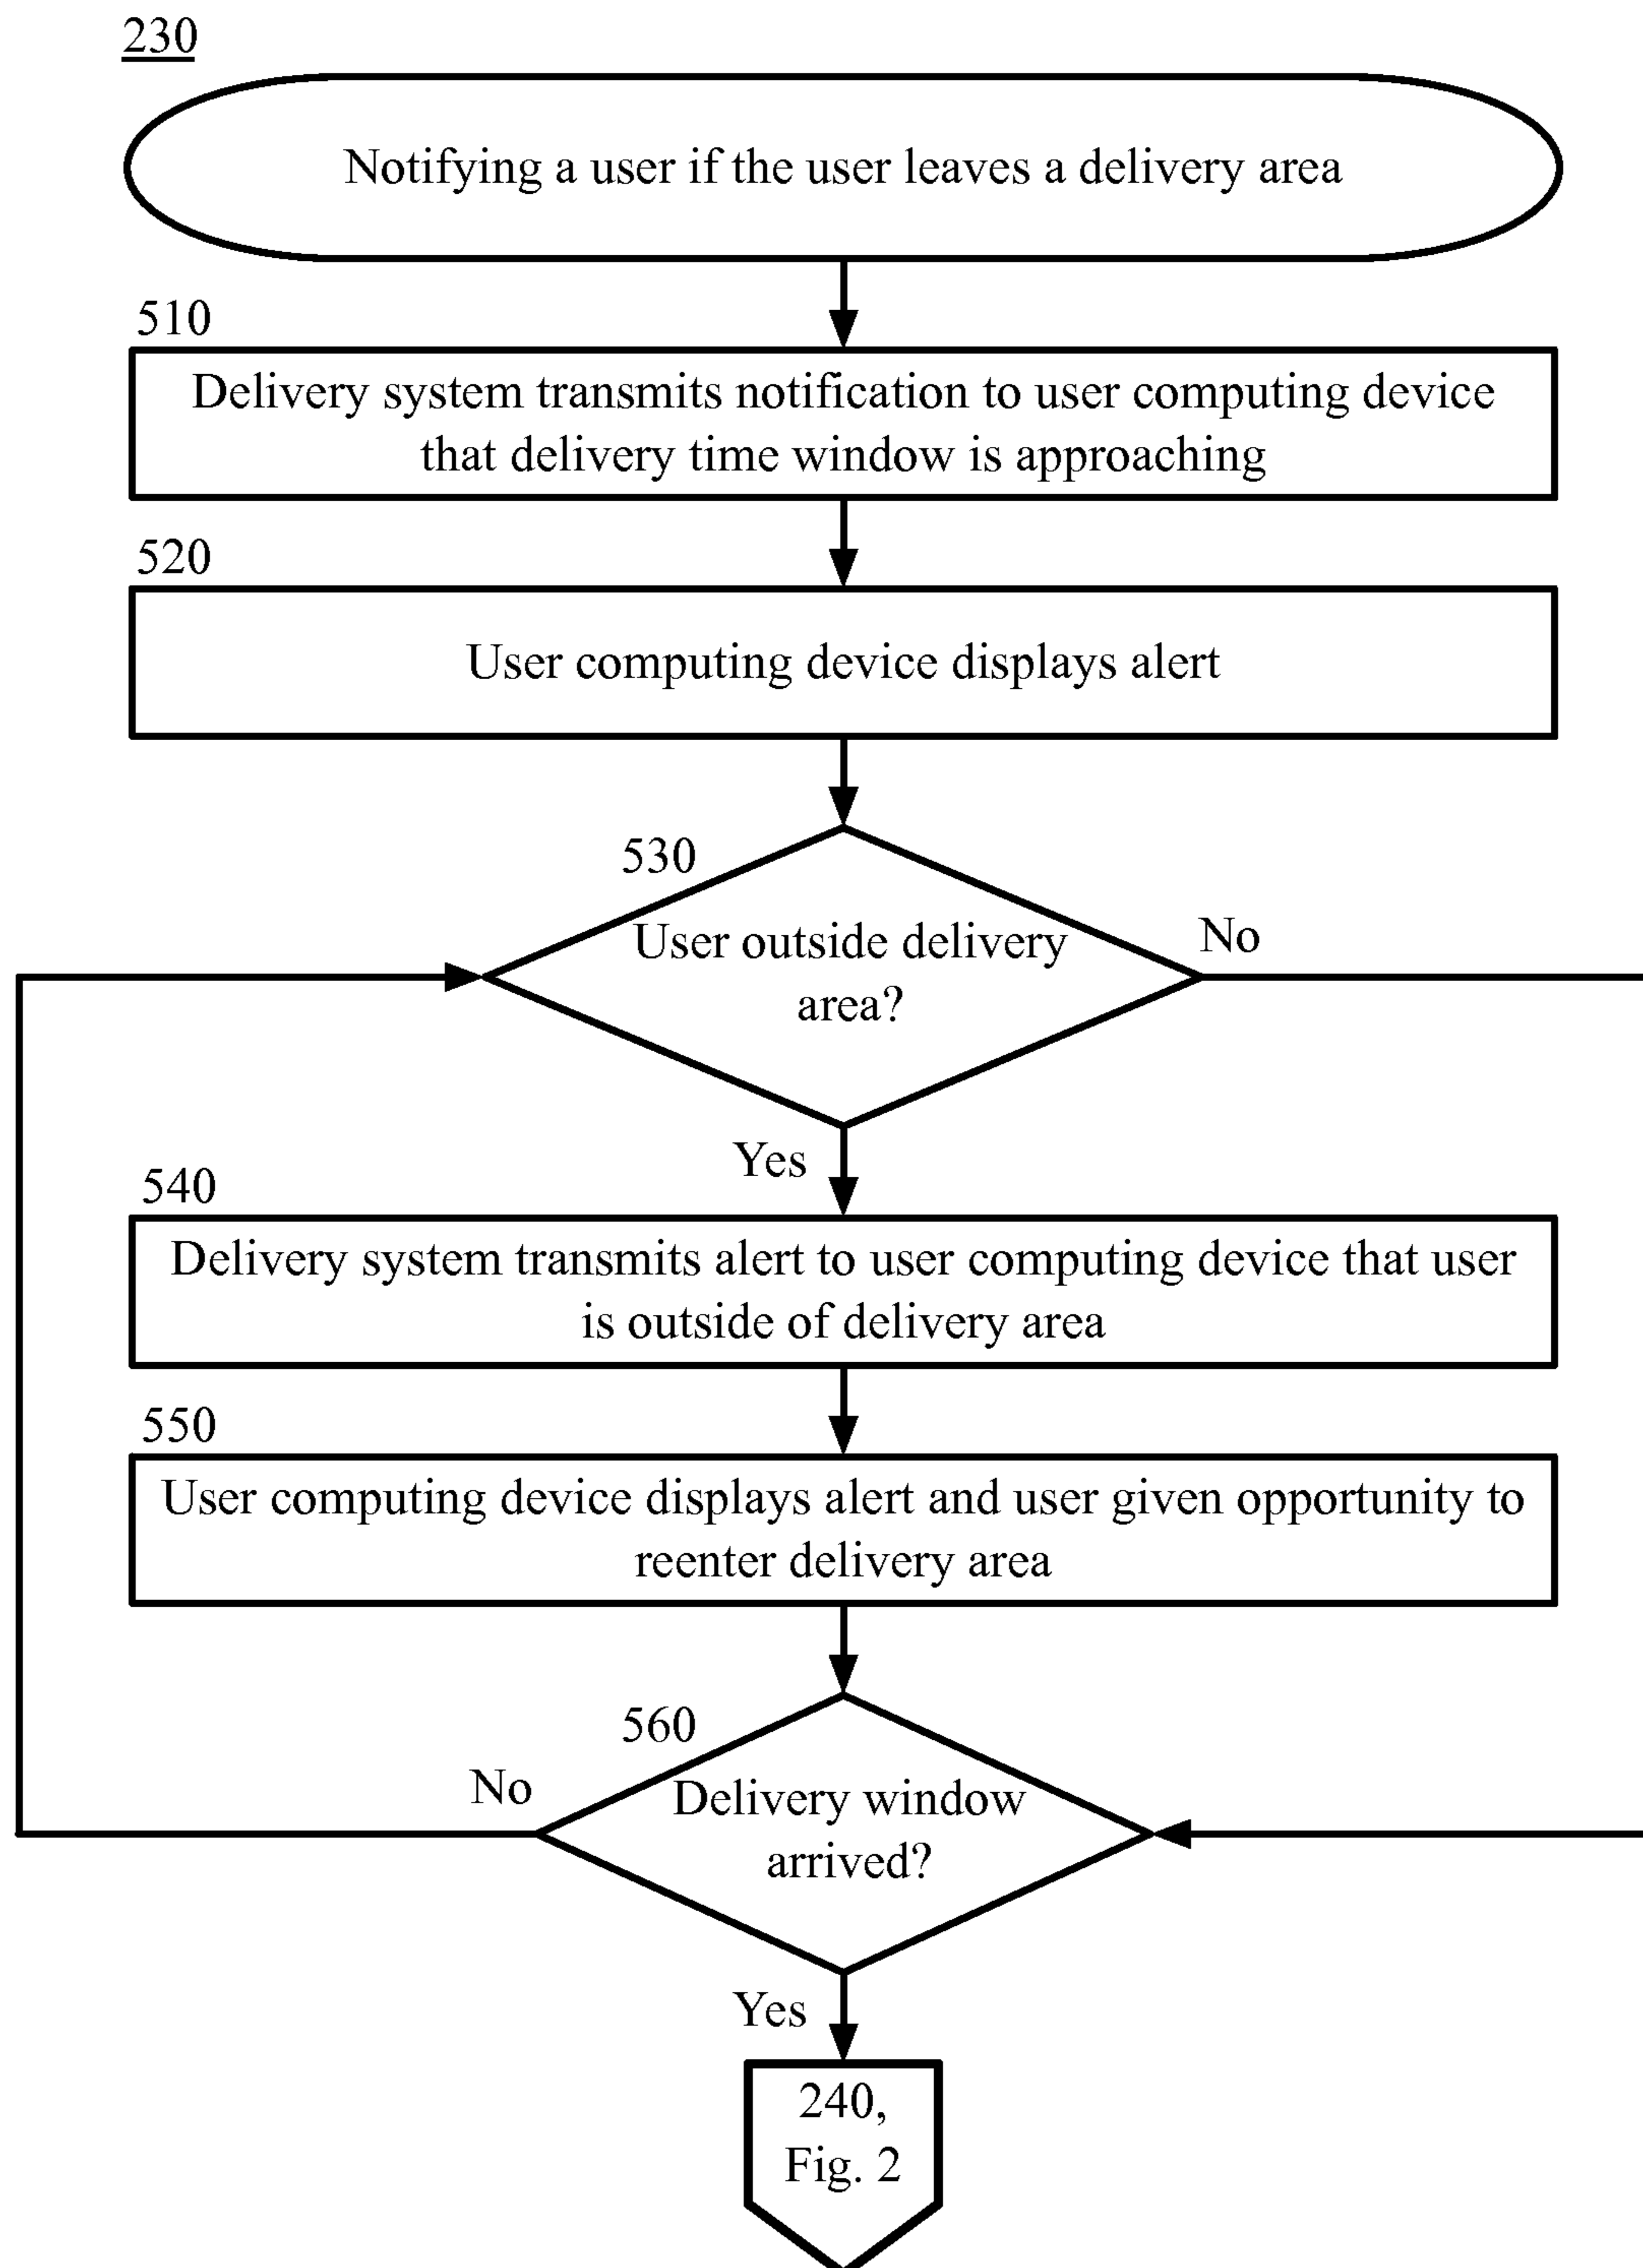 230
Notifying a user if the user leaves a delivery area
510
Delivery system transmits notification to user computing device
that delivery time window is approaching
520
User computing device displays alert
530
User outside delivery
area?
No
Yes
540
Delivery system transmits alert to user computing device that user
is outside of delivery area
550
User computing device displays alert and user given opportunity to
reenter delivery area
560
No
Delivery window
arrived?
Yes
240,
Fig. 2